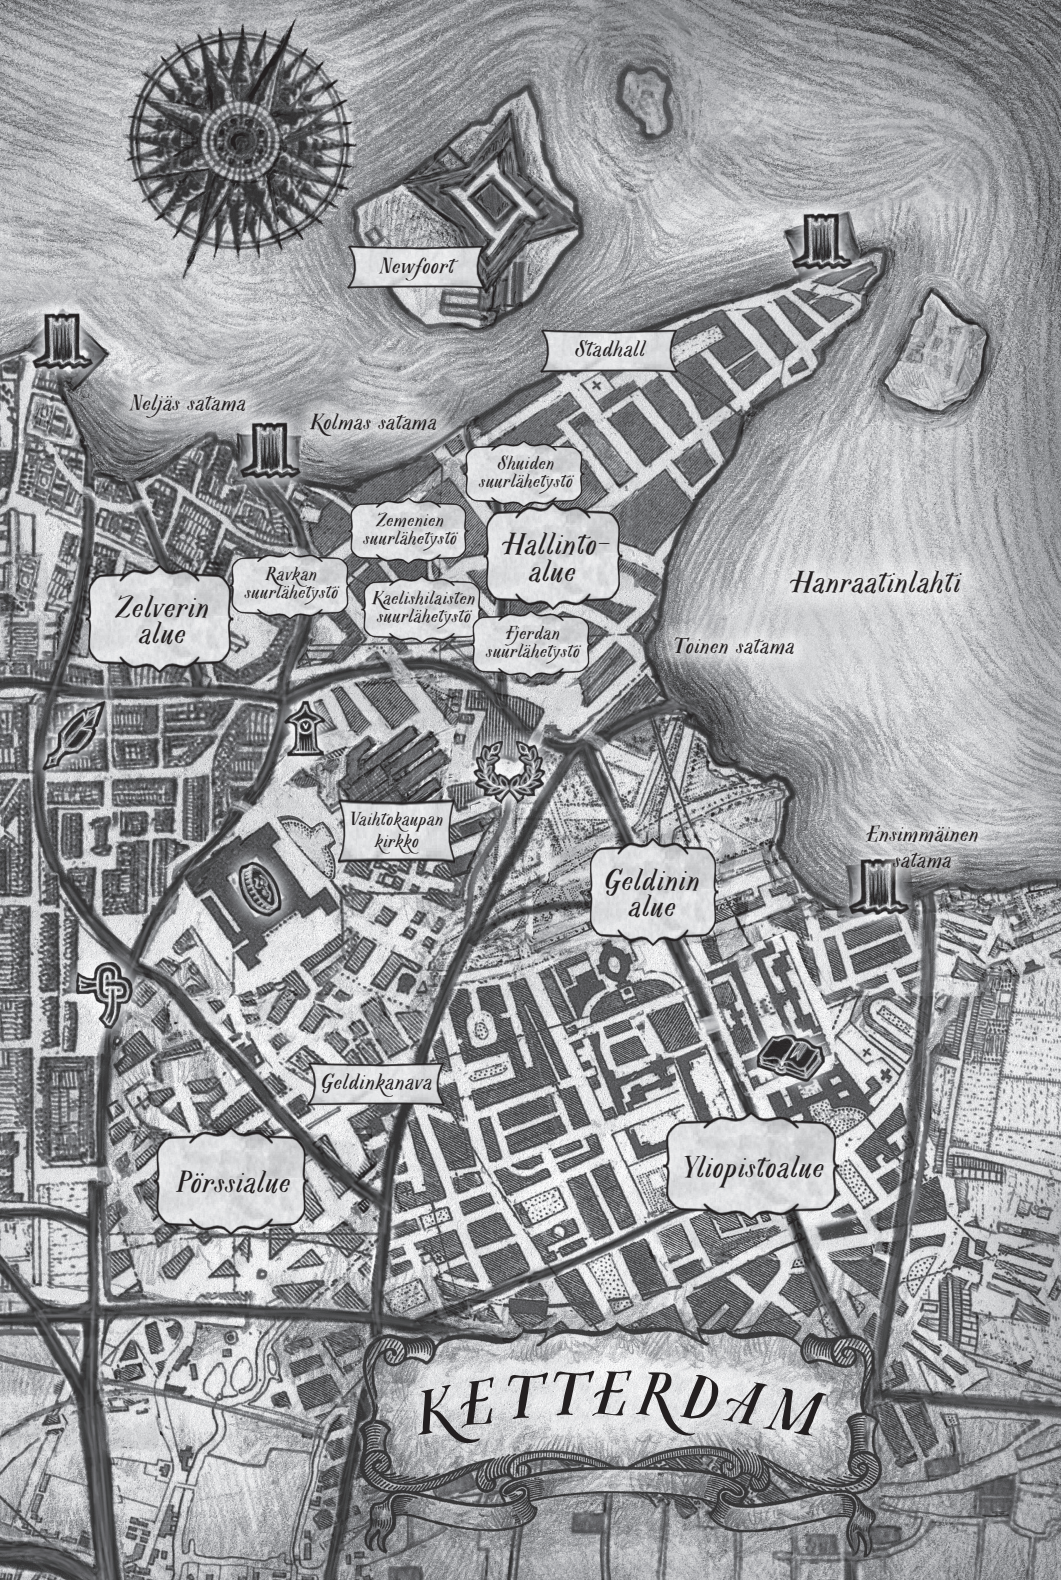 Newfoort
Stadhall
Neljäs satama
Kolmas satama
Shuiden
suurlähetystö
Zemenien
suurlähetystö
Hallinto-
alue
Ravkan
suurlähetystö
Hanraatinlahti
Zelverin
alue
Kaelishilaisten
suurlähetystö
Fjerdan
suurlähetystö
Toinen satama
Vaihtokaupan
kirkko
Ensimmäinen
satama
Geldinin
alue
Geldinkanava
Pörssialue
Yliopistoalue
KETTERDAM